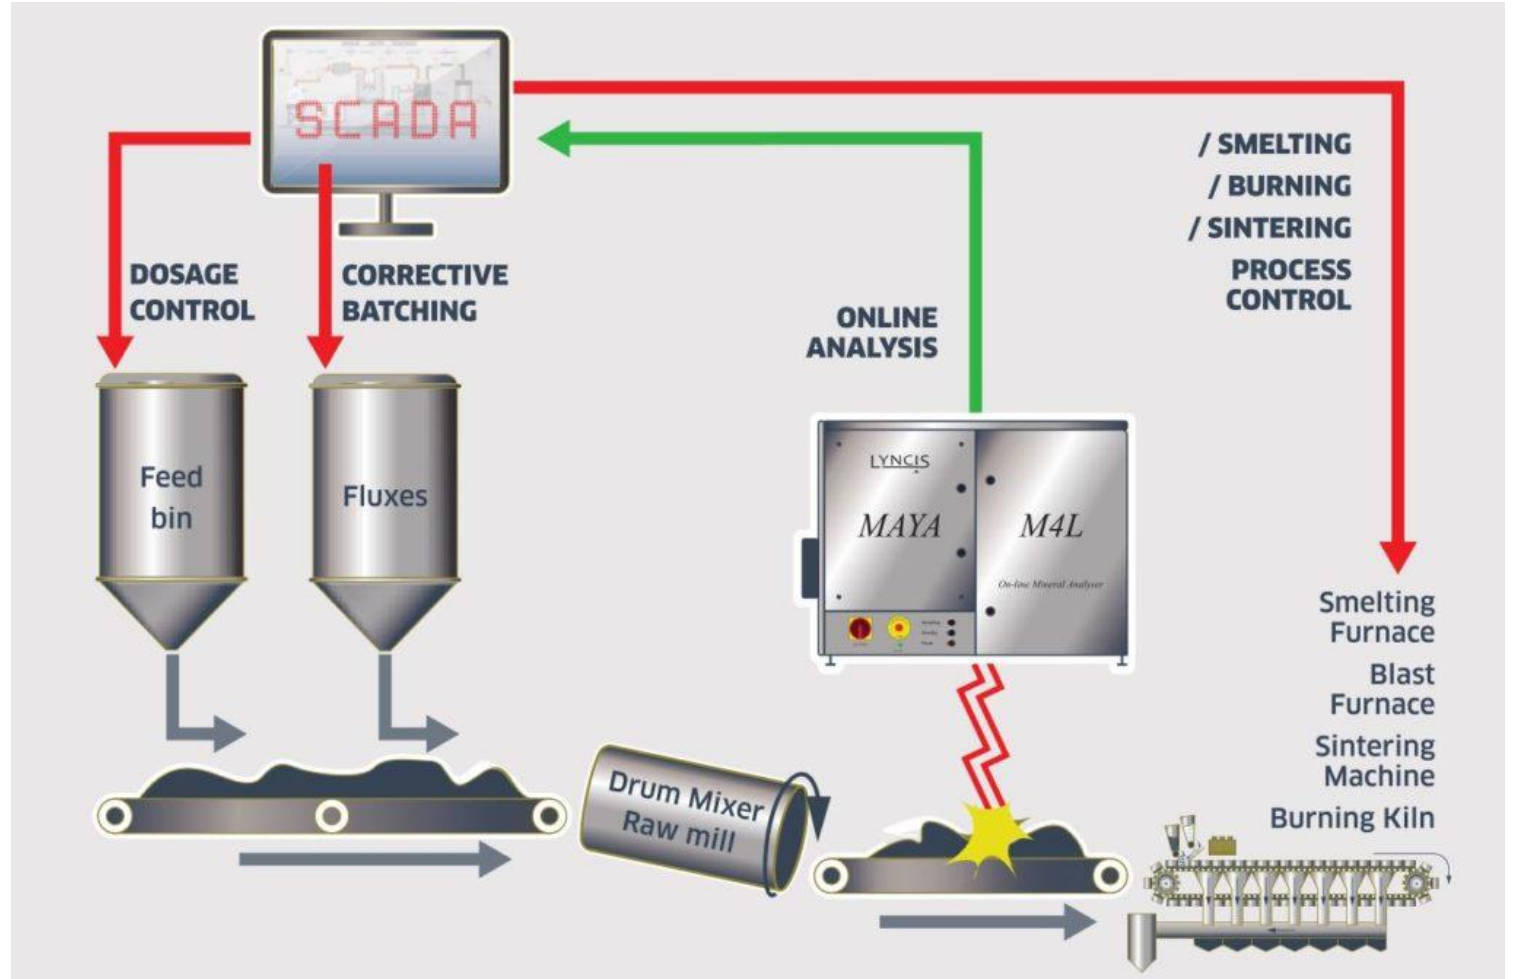 SCADA
/ SMELTING
/ BURNING
/ SINTERING
PROCESS
CONTROL
DOSAGE
CONTROL
CORRECTIVE
BATCHING
ONLINE
ANALYSIS
Feed
bin
Fluxes
LYNCIS
MAYA
M4L
On-line Mineral Analyser
Smelting
Furnace
Blast
Furnace
Sintering
Machine
Burning Kiln
Drum Mixer
Raw mill